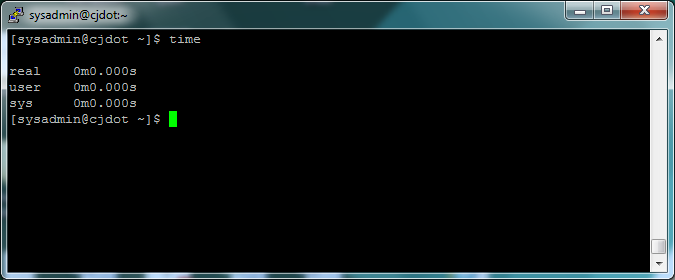 sysadmin@cjdot:~
[sysadmin@cjdot ~]$ time
real    0m0.000s
user    0m0.000s
sys     0m0.000s
[sysadmin@cjdot ~]$